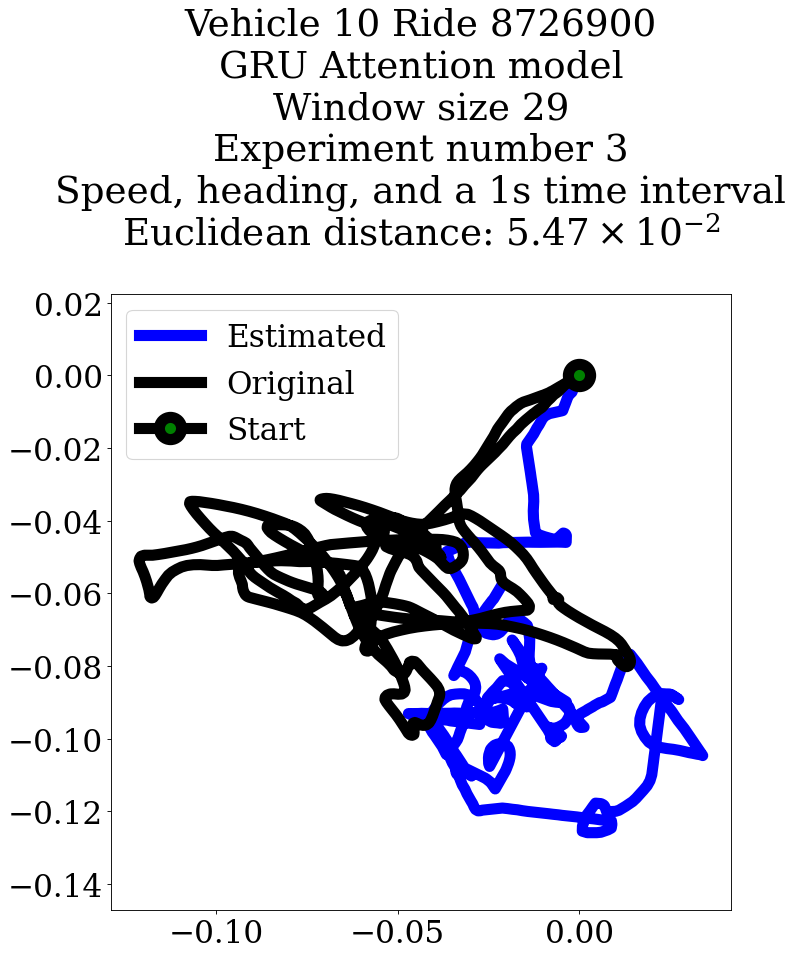 Vehicle 10 Ride 8726900
GRU Attention model
Window size 29
Experiment number 3
Speed, heading, and a 1s time interval
Euclidean distance: 5.47 × 10⁻²
Estimated
Original
Start
0.02
0.00
−0.02
−0.04
−0.06
−0.08
−0.10
−0.12
−0.14
−0.10 −0.05 0.00